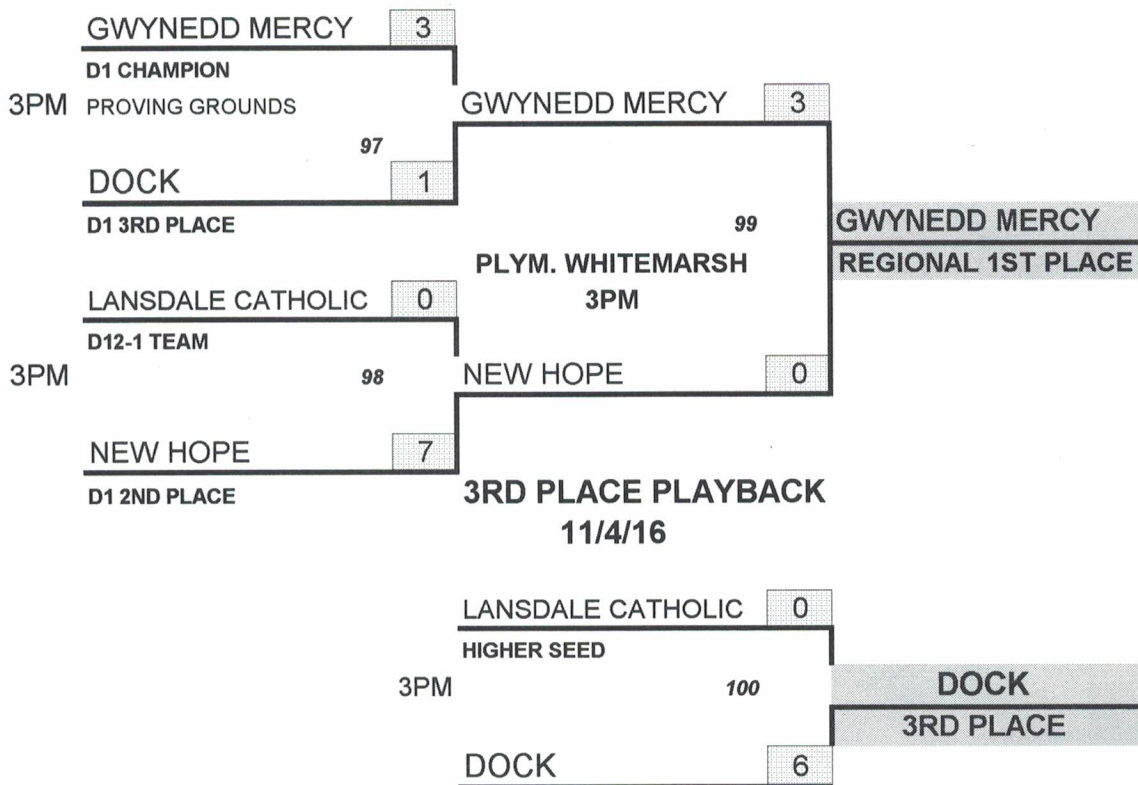 GWYNEDD MERCY 3
D1 CHAMPION
3PM PROVING GROUNDS
97
DOCK 1
D1 3RD PLACE
GWYNEDD MERCY 3
99
PLYM. WHITEMARSH
3PM
GWYNEDD MERCY
REGIONAL 1ST PLACE
LANSDALE CATHOLIC 0
D12-1 TEAM
3PM 98
NEW HOPE 0
NEW HOPE 7
D1 2ND PLACE
3RD PLACE PLAYBACK
11/4/16
LANSDALE CATHOLIC 0
HIGHER SEED
3PM 100
DOCK
3RD PLACE
DOCK 6